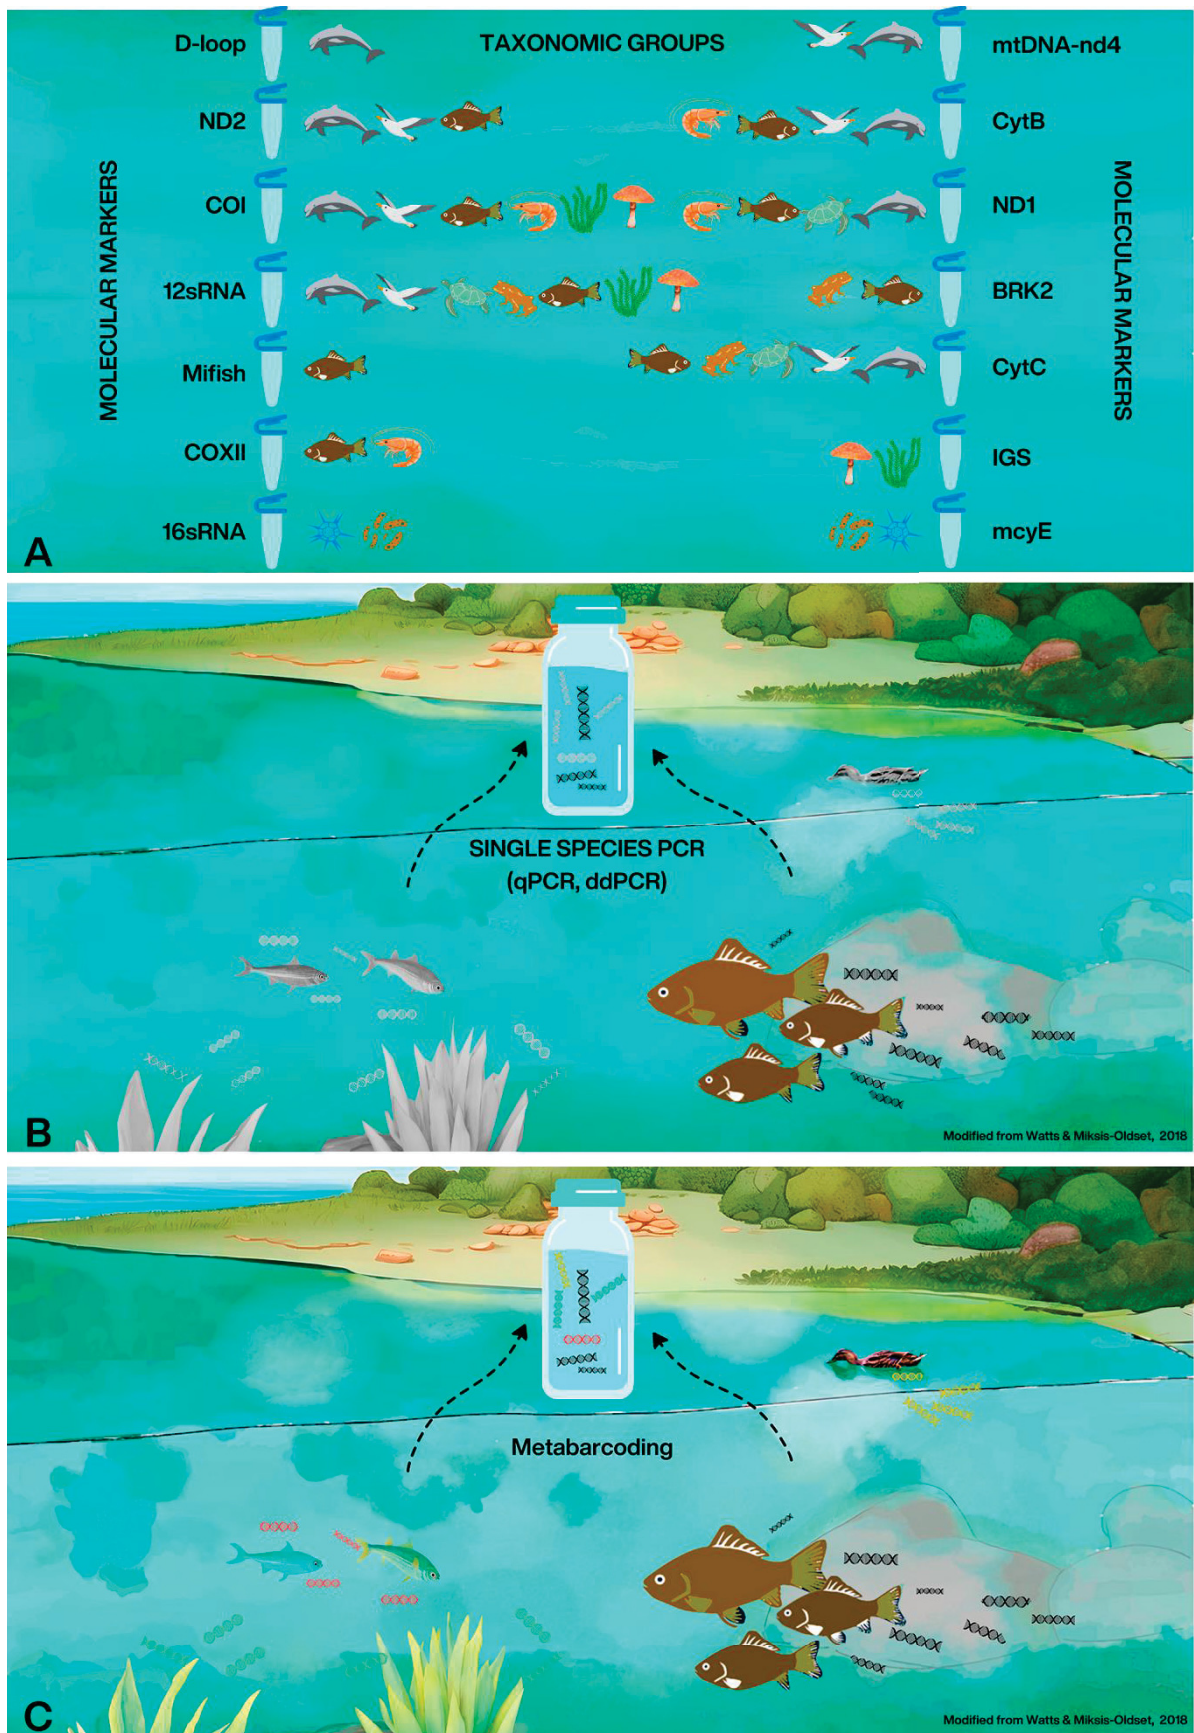 D-loop
TAXONOMIC GROUPS
mtDNA-nd4
ND2
CytB
COI
ND1
12sRNA
BRK2
Mifish
CytC
COXII
IGS
16sRNA
mcyE
MOLECULAR MARKERS
MOLECULAR MARKERS
A
SINGLE SPECIES PCR
(qPCR, ddPCR)
B
Modified from Watts & Miksis-Oldset, 2018
Metabarcoding
C
Modified from Watts & Miksis-Oldset, 2018